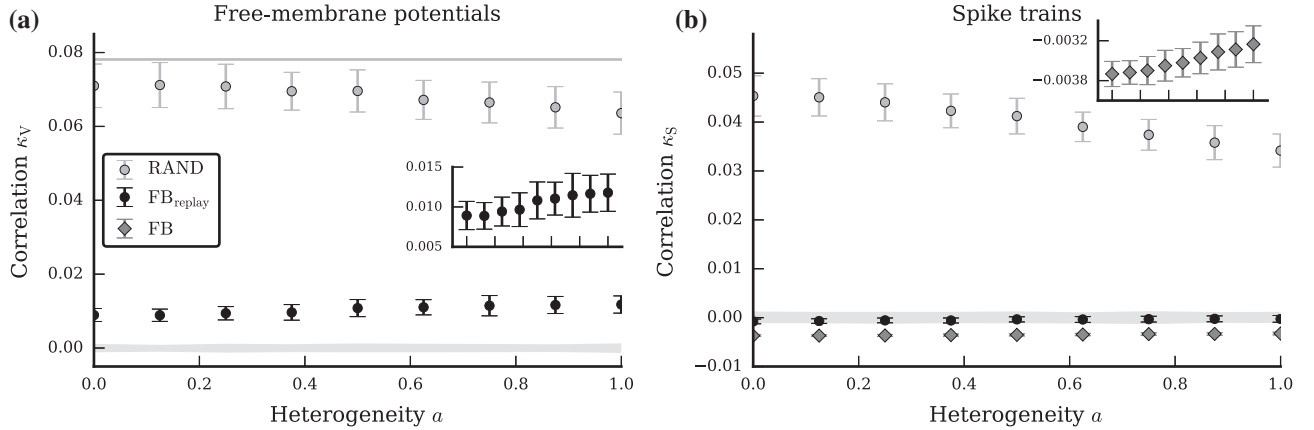 (a)
Free-membrane potentials
0.08
0.06
0.04
0.02
0.00
Correlation κV
RAND
FBreplay
FB
0.015
0.010
0.005
0.0 0.2 0.4 0.6 0.8 1.0
Heterogeneity a
(b)
Spike trains
−0.0032
−0.0038
0.05
0.04
0.03
0.02
0.01
0.00
−0.01
Correlation κS
0.0 0.2 0.4 0.6 0.8 1.0
Heterogeneity a